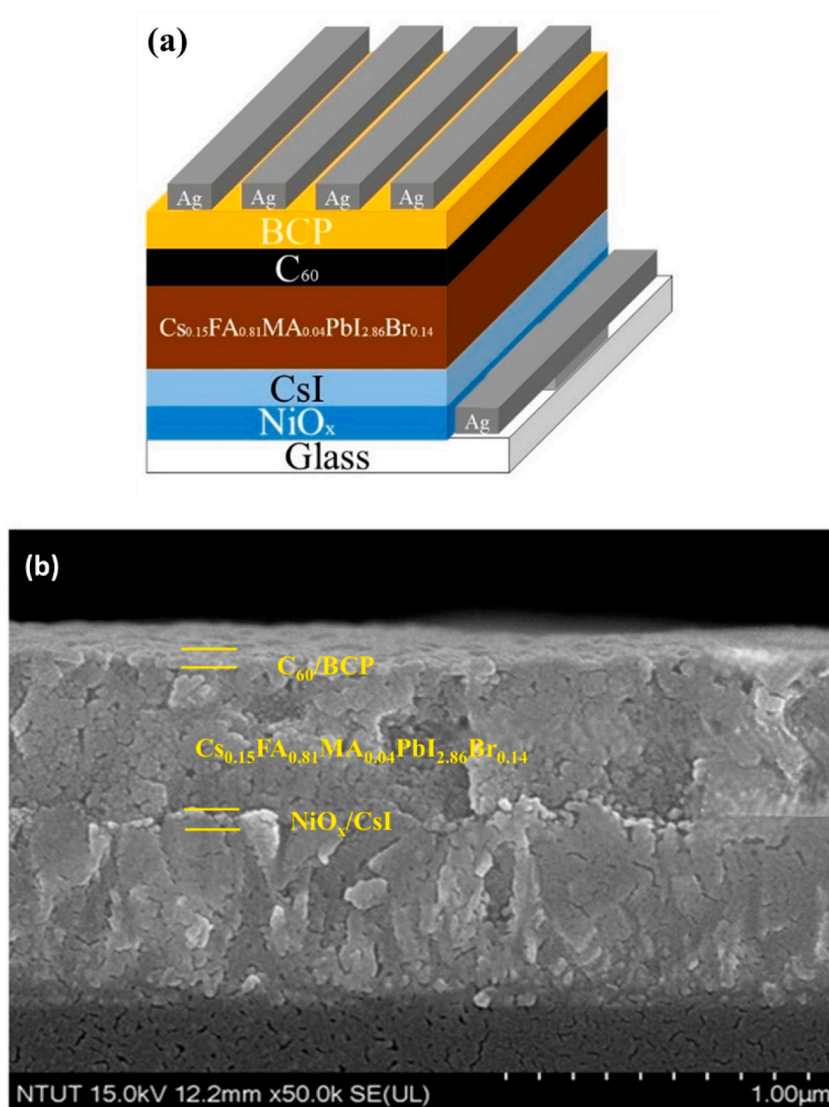 (a)
Ag Ag Ag Ag
BCP
C₆₀
Cs₀.₁₅FA₀.₈₁MA₀.₀₄PbI₂.₈₆Br₀.₁₄
CsI
NiOₓ
Ag
Glass
(b)
C₆₀/BCP
Cs₀.₁₅FA₀.₈₁MA₀.₀₄PbI₂.₈₆Br₀.₁₄
NiOₓ/CsI
NTUT 15.0kV 12.2mm x50.0k SE(UL) 1.00µm